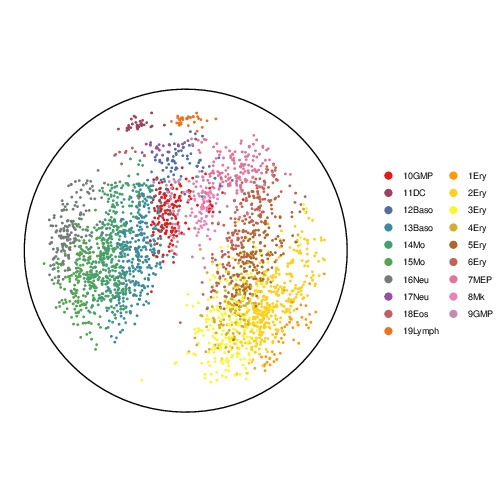 10GMP 1Ery
11DC 2Ery
12Baso 3Ery
13Baso 4Ery
14Mo 5Ery
15Mo 6Ery
16Neu 7MEP
17Neu 8Mk
18Eos 9GMP
19Lymph